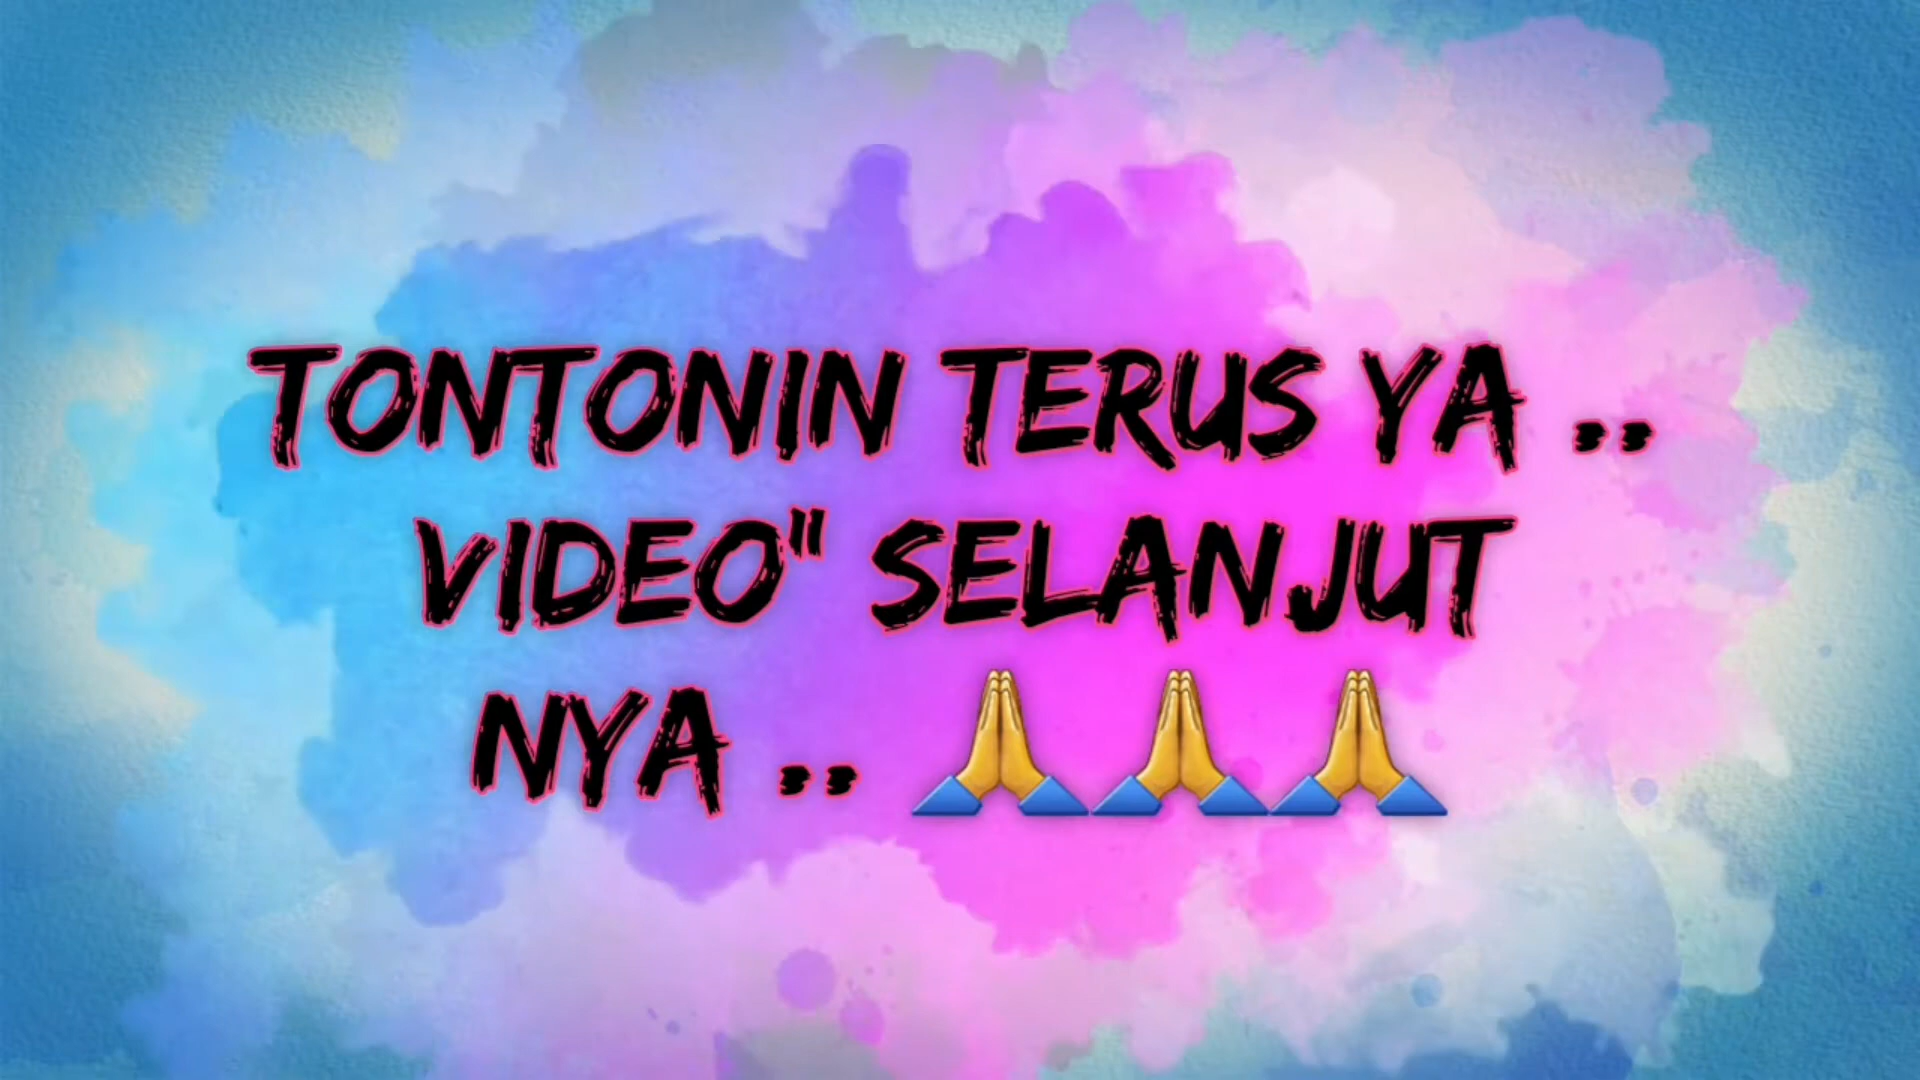 TONTONIN TERUS YA ..
VIDEO" SELANJUT
NYA .. 🙏🙏🙏